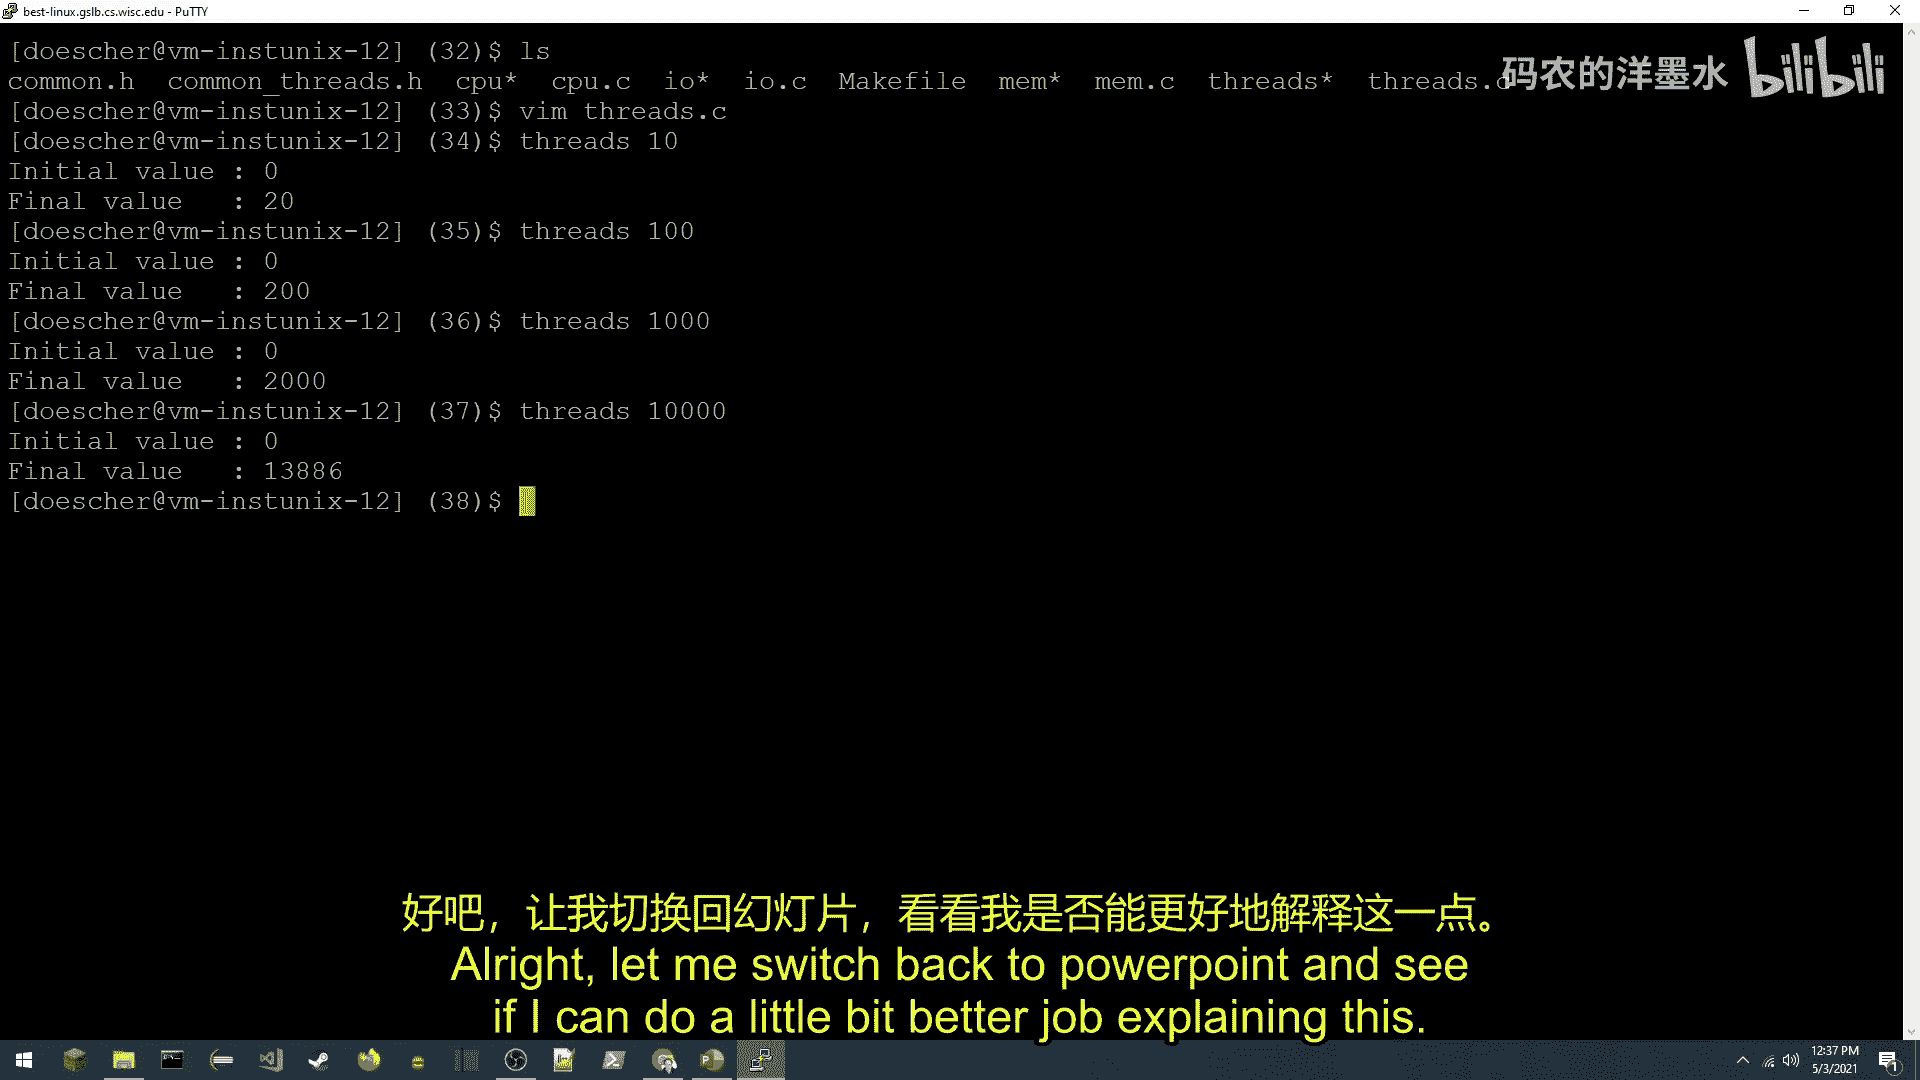 best-linux.gslb.cs.wisc.edu - PuTTY
[doescher@vm-instunix-12] (32)$ ls
common.h  common_threads.h  cpu*  cpu.c  io*  io.c  Makefile  mem*  mem.c  threads*  threads.c
码农的洋墨水 bilibili
[doescher@vm-instunix-12] (33)$ vim threads.c
[doescher@vm-instunix-12] (34)$ threads 10
Initial value : 0
Final value   : 20
[doescher@vm-instunix-12] (35)$ threads 100
Initial value : 0
Final value   : 200
[doescher@vm-instunix-12] (36)$ threads 1000
Initial value : 0
Final value   : 2000
[doescher@vm-instunix-12] (37)$ threads 10000
Initial value : 0
Final value   : 13886
[doescher@vm-instunix-12] (38)$
好吧，让我切换回幻灯片，看看我是否能更好地解释这一点。
Alright, let me switch back to powerpoint and see
if I can do a little bit better job explaining this.
12:37 PM
5/3/2021
1